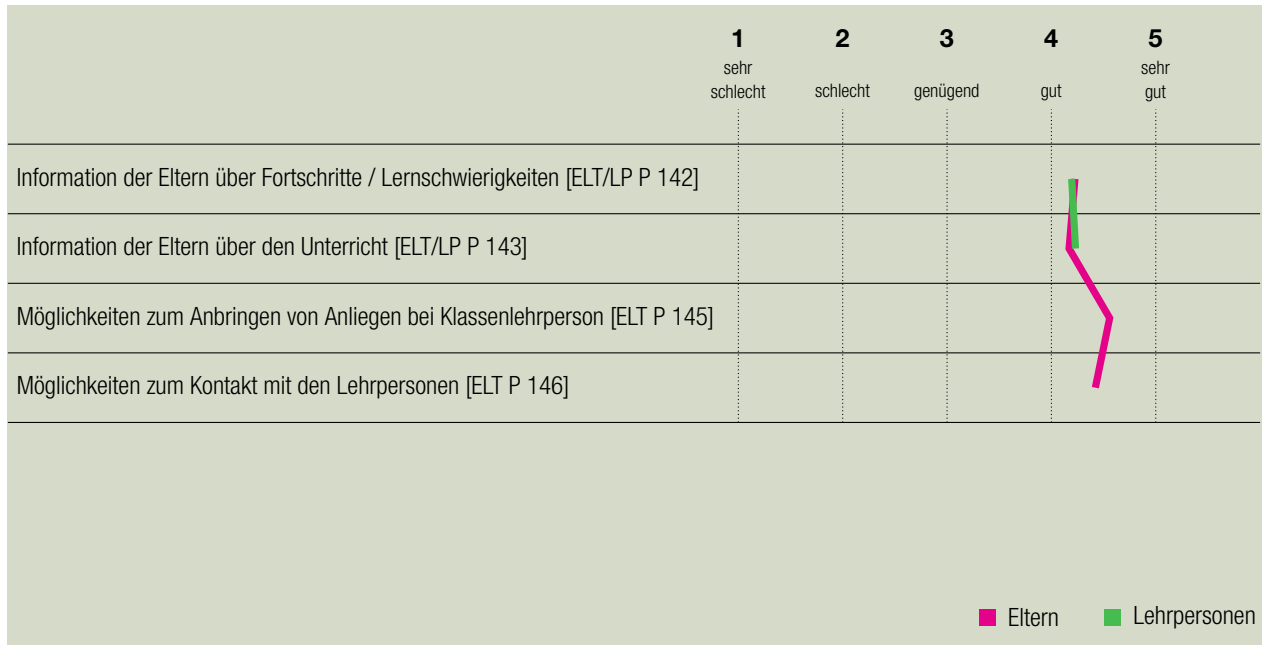 1 2 3 4 5
sehr schlecht schlecht genügend gut sehr gut
Information der Eltern über Fortschritte / Lernschwierigkeiten [ELT/LP P 142]
Information der Eltern über den Unterricht [ELT/LP P 143]
Möglichkeiten zum Anbringen von Anliegen bei Klassenlehrperson [ELT P 145]
Möglichkeiten zum Kontakt mit den Lehrpersonen [ELT P 146]
Eltern Lehrpersonen